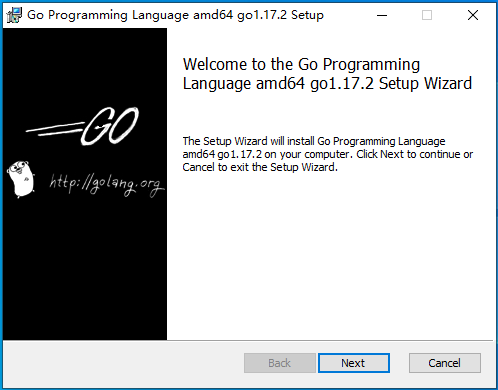 Go Programming Language amd64 go1.17.2 Setup
Welcome to the Go Programming
Language amd64 go1.17.2 Setup Wizard
The Setup Wizard will install Go Programming Language
amd64 go1.17.2 on your computer. Click Next to continue or
Cancel to exit the Setup Wizard.
GO
http://golang.org
Back
Next
Cancel